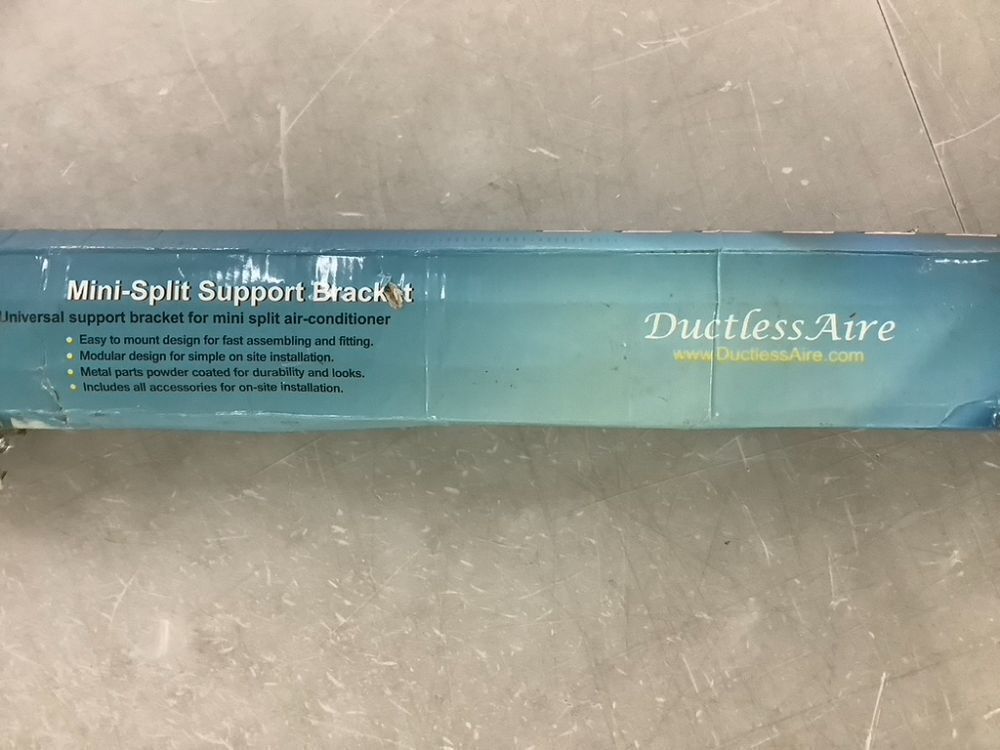 Mini-Split Support Bracket
Universal support bracket for mini split air-conditioner
Easy to mount design for fast assembling and fitting.
Modular design for simple on site installation.
Metal parts powder coated for durability and looks.
Includes all accessories for on-site installation.
DuctlessAire
www.DuctlessAire.com